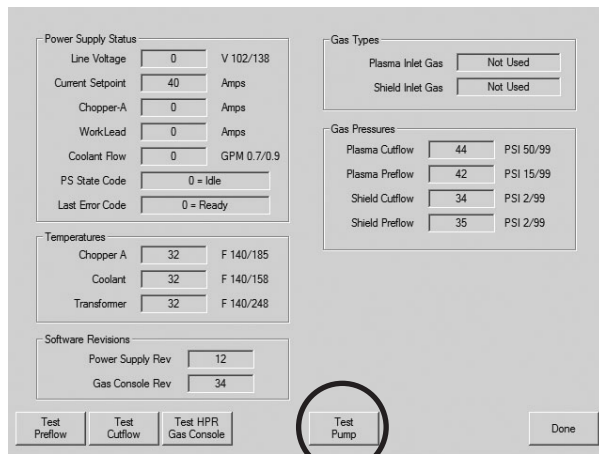 Power Supply Status
Line Voltage 0 V 102/138
Current Setpoint 40 Amps
Chopper-A 0 Amps
WorkLead 0 Amps
Coolant Flow 0 GPM 0.7/0.9
PS State Code 0 = Idle
Last Error Code 0 = Ready
Temperatures
Chopper A 32 F 140/185
Coolant 32 F 140/158
Transformer 32 F 140/248
Software Revisions
Power Supply Rev 12
Gas Console Rev 34
Gas Types
Plasma Inlet Gas Not Used
Shield Inlet Gas Not Used
Gas Pressures
Plasma Cutflow 44 PSI 50/99
Plasma Preflow 42 PSI 15/99
Shield Cutflow 34 PSI 2/99
Shield Preflow 35 PSI 2/99
Test
Preflow
Test
Cutflow
Test HPR
Gas Console
Test
Pump
Done